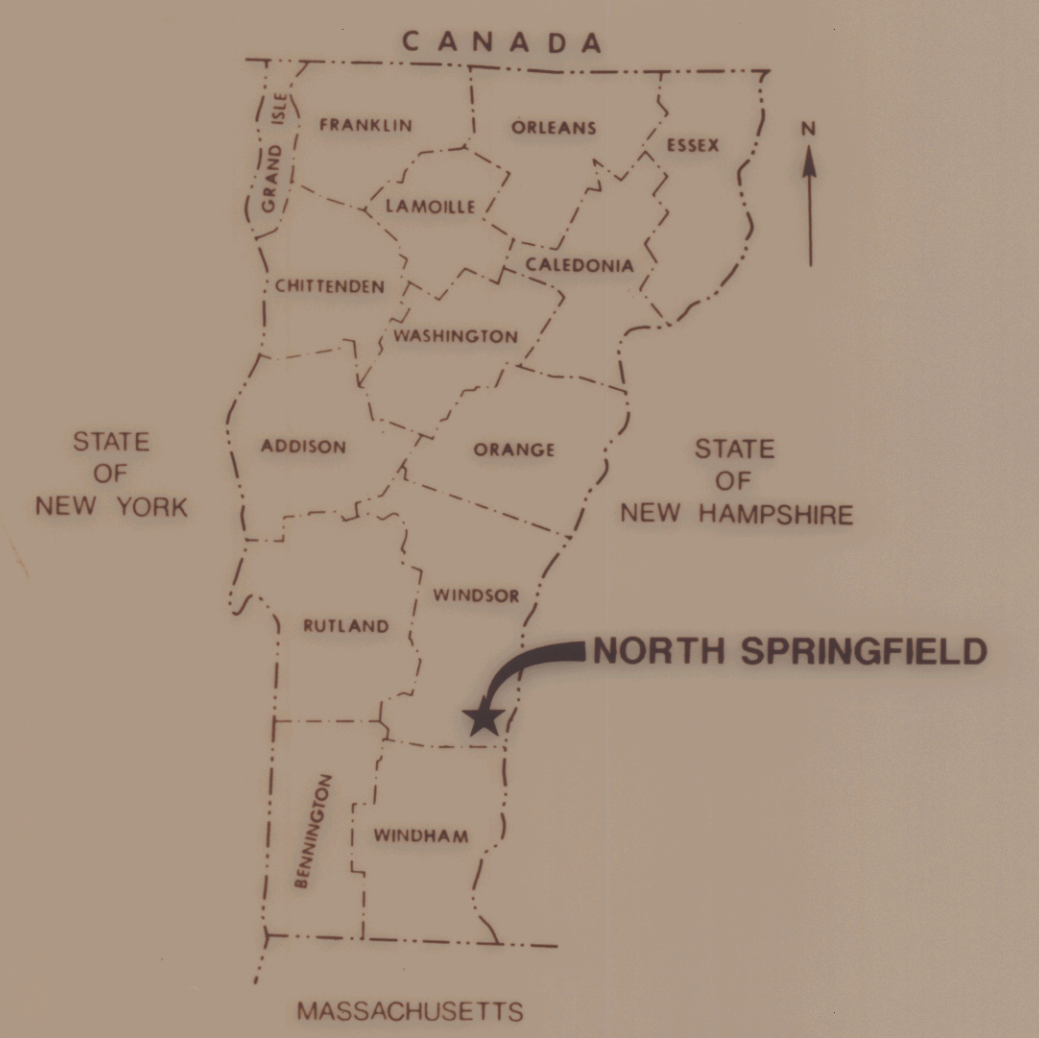 CANADA
N
GRAND ISLE
FRANKLIN
ORLEANS
ESSEX
LAMOILLE
CALEDONIA
CHITTENDEN
WASHINGTON
ADDISON
ORANGE
STATE
OF
NEW YORK
STATE
OF
NEW HAMPSHIRE
WINDSOR
RUTLAND
NORTH SPRINGFIELD
BENNINGTON
WINDHAM
MASSACHUSETTS